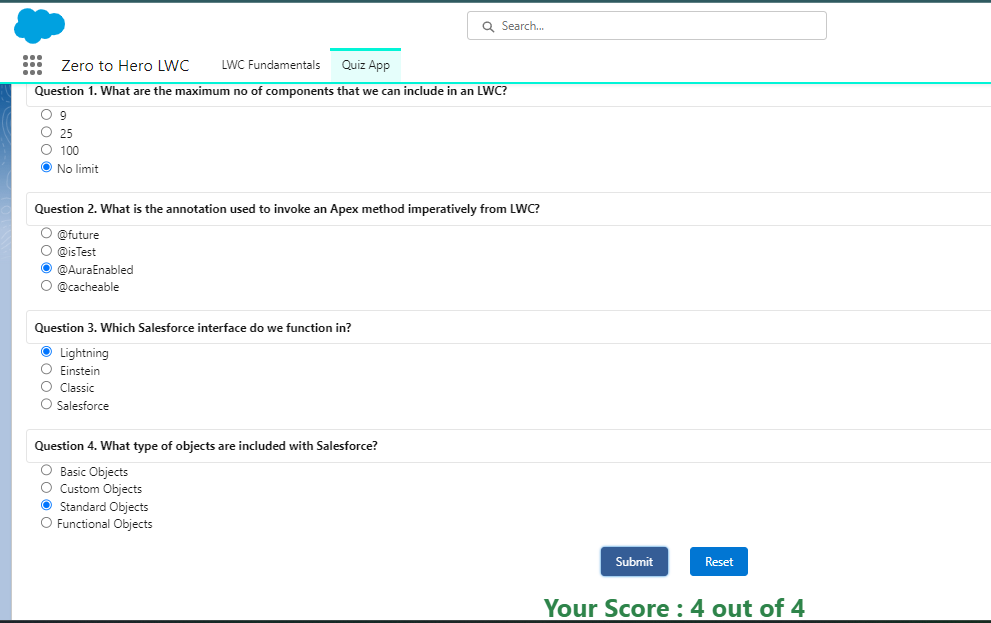 Search...
Zero to Hero LWC LWC Fundamentals Quiz App
Question 1. What are the maximum no of components that we can include in an LWC?
9
25
100
No limit
Question 2. What is the annotation used to invoke an Apex method imperatively from LWC?
@future
@isTest
@AuraEnabled
@cacheable
Question 3. Which Salesforce interface do we function in?
Lightning
Einstein
Classic
Salesforce
Question 4. What type of objects are included with Salesforce?
Basic Objects
Custom Objects
Standard Objects
Functional Objects
Submit Reset
Your Score : 4 out of 4